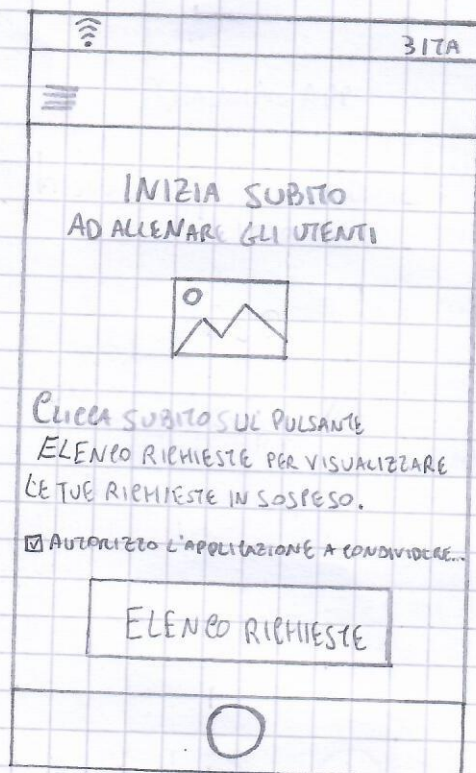 3ITA
INIZIA SUBITO
AD ALLENARE GLI UTENTI
CLICCA SUBITO SUL PULSANTE
ELENCO RICHIESTE PER VISUALIZZARE
LE TUE RICHIESTE IN SOSPESO.
AUTORIZZO L'APPLICAZIONE A CONDIVIDERE...
ELENCO RICHIESTE